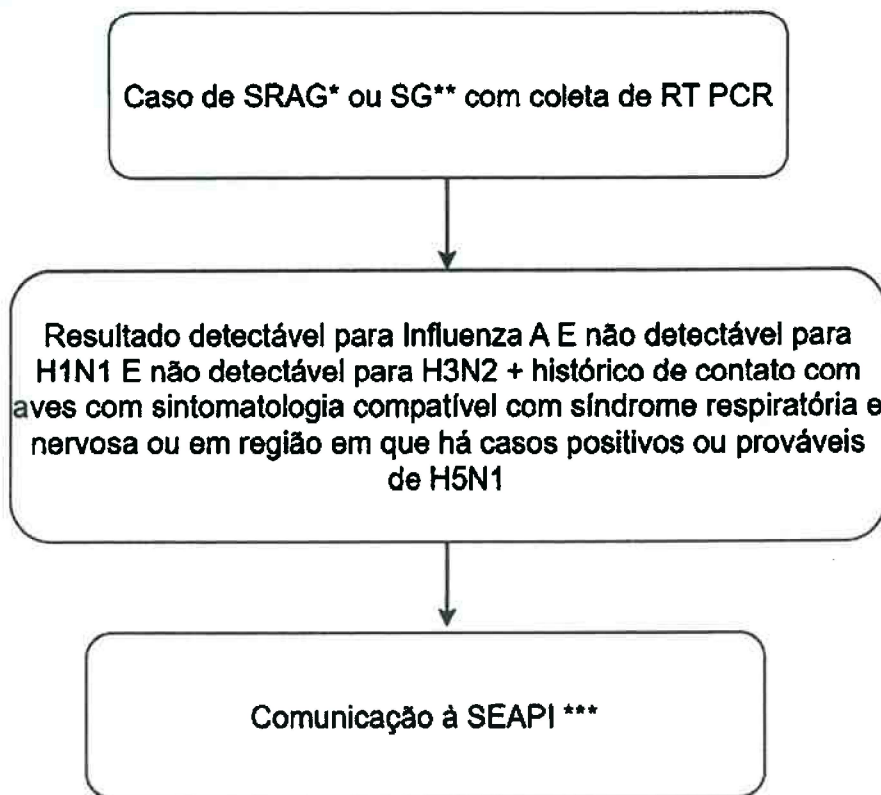 Caso de SRAG* ou SG** com coleta de RT PCR
Resultado detectável para Influenza A E não detectável para
H1N1 E não detectável para H3N2 + histórico de contato com
aves com sintomatologia compatível com síndrome respiratória e
nervosa ou em região em que há casos positivos ou prováveis
de H5N1
Comunicação à SEAPI ***